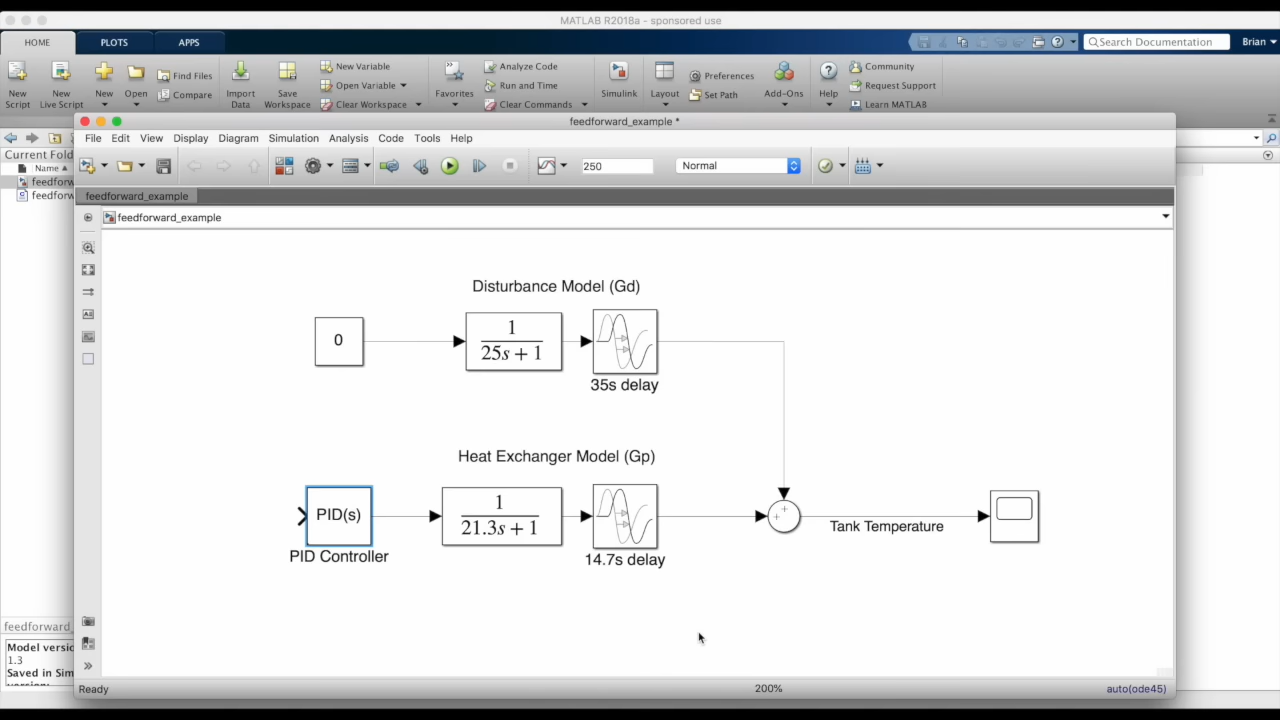 MATLAB R2018a - sponsored use
HOME PLOTS APPS
Search Documentation Brian
New Script
New Live Script
New
Open
Find Files
Compare
Import Data
Save Workspace
New Variable
Open Variable
Clear Workspace
Favorites
Analyze Code
Run and Time
Clear Commands
Simulink
Layout
Preferences
Set Path
Add-Ons
Help
Community
Request Support
Learn MATLAB
feedforward_example *
File Edit View Display Diagram Simulation Analysis Code Tools Help
250 Normal
Current Fold
Name
feedforw
feedforw
feedforward_example
feedforward_example
Disturbance Model (Gd)
0
1
25s + 1
35s delay
Heat Exchanger Model (Gp)
PID(s)
PID Controller
1
21.3s + 1
14.7s delay
+
+
Tank Temperature
feedforward_
Model versio
1.3
Saved in Sim
Ready 200% auto(ode45)